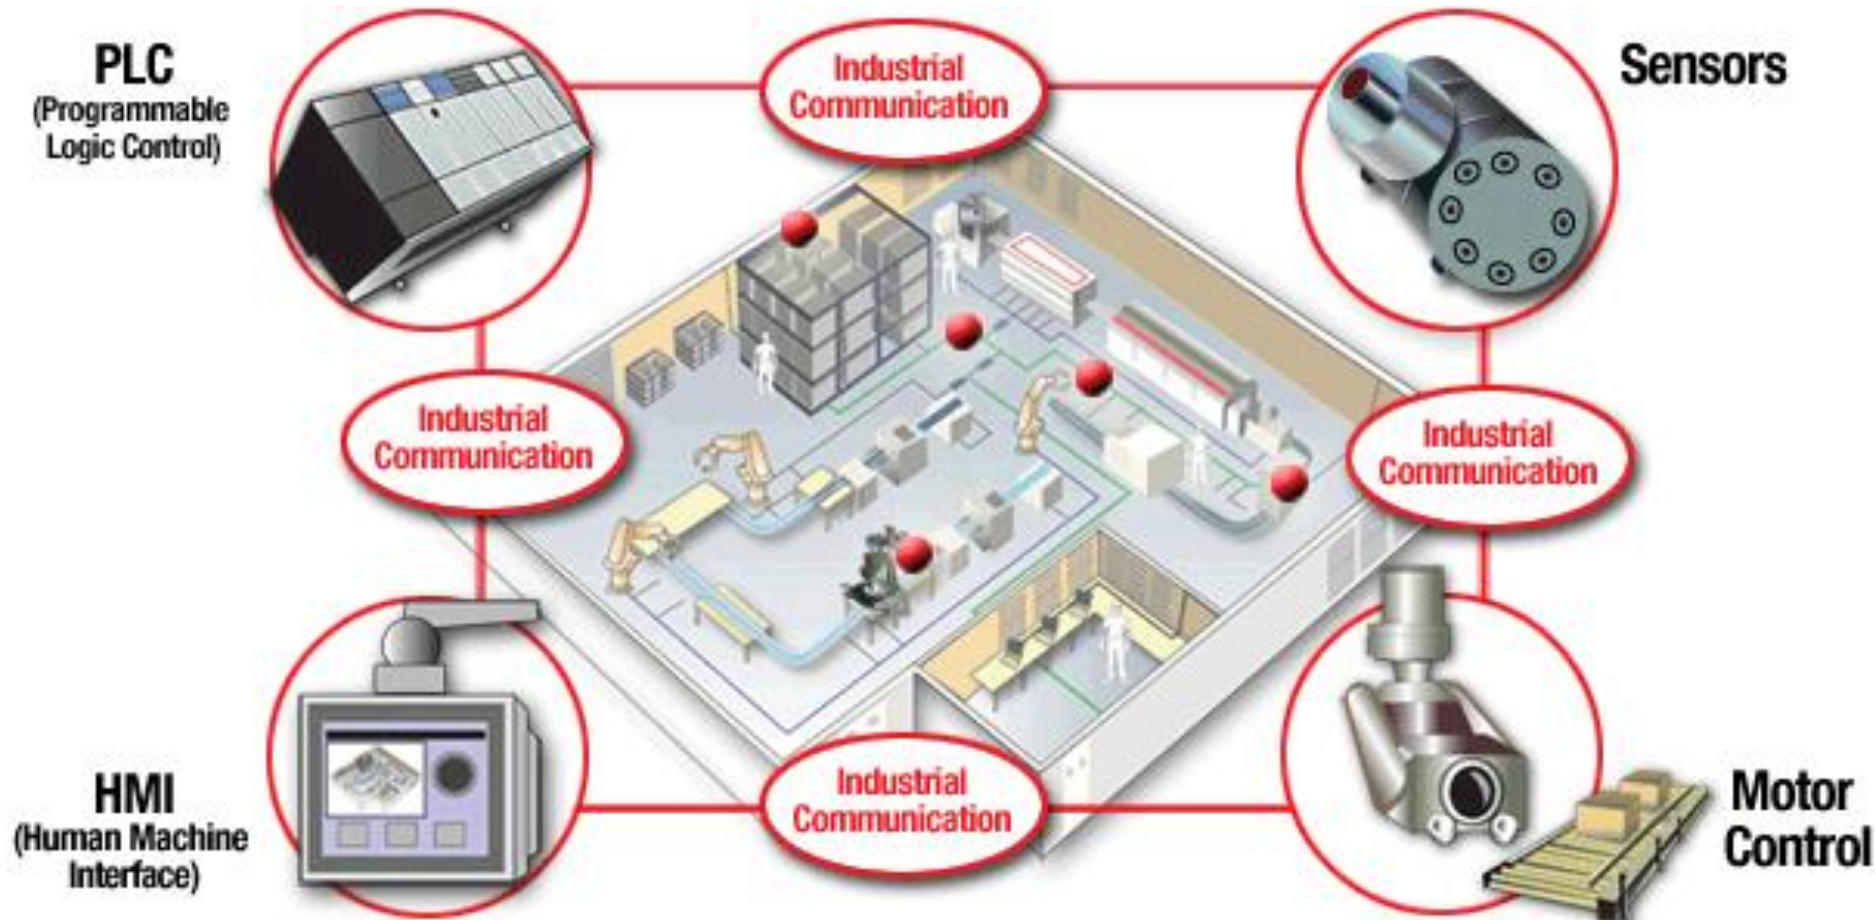 PLC
(Programmable
Logic Control)
Industrial
Communication
Sensors
Industrial
Communication
Industrial
Communication
HMI
(Human Machine
Interface)
Industrial
Communication
Motor
Control